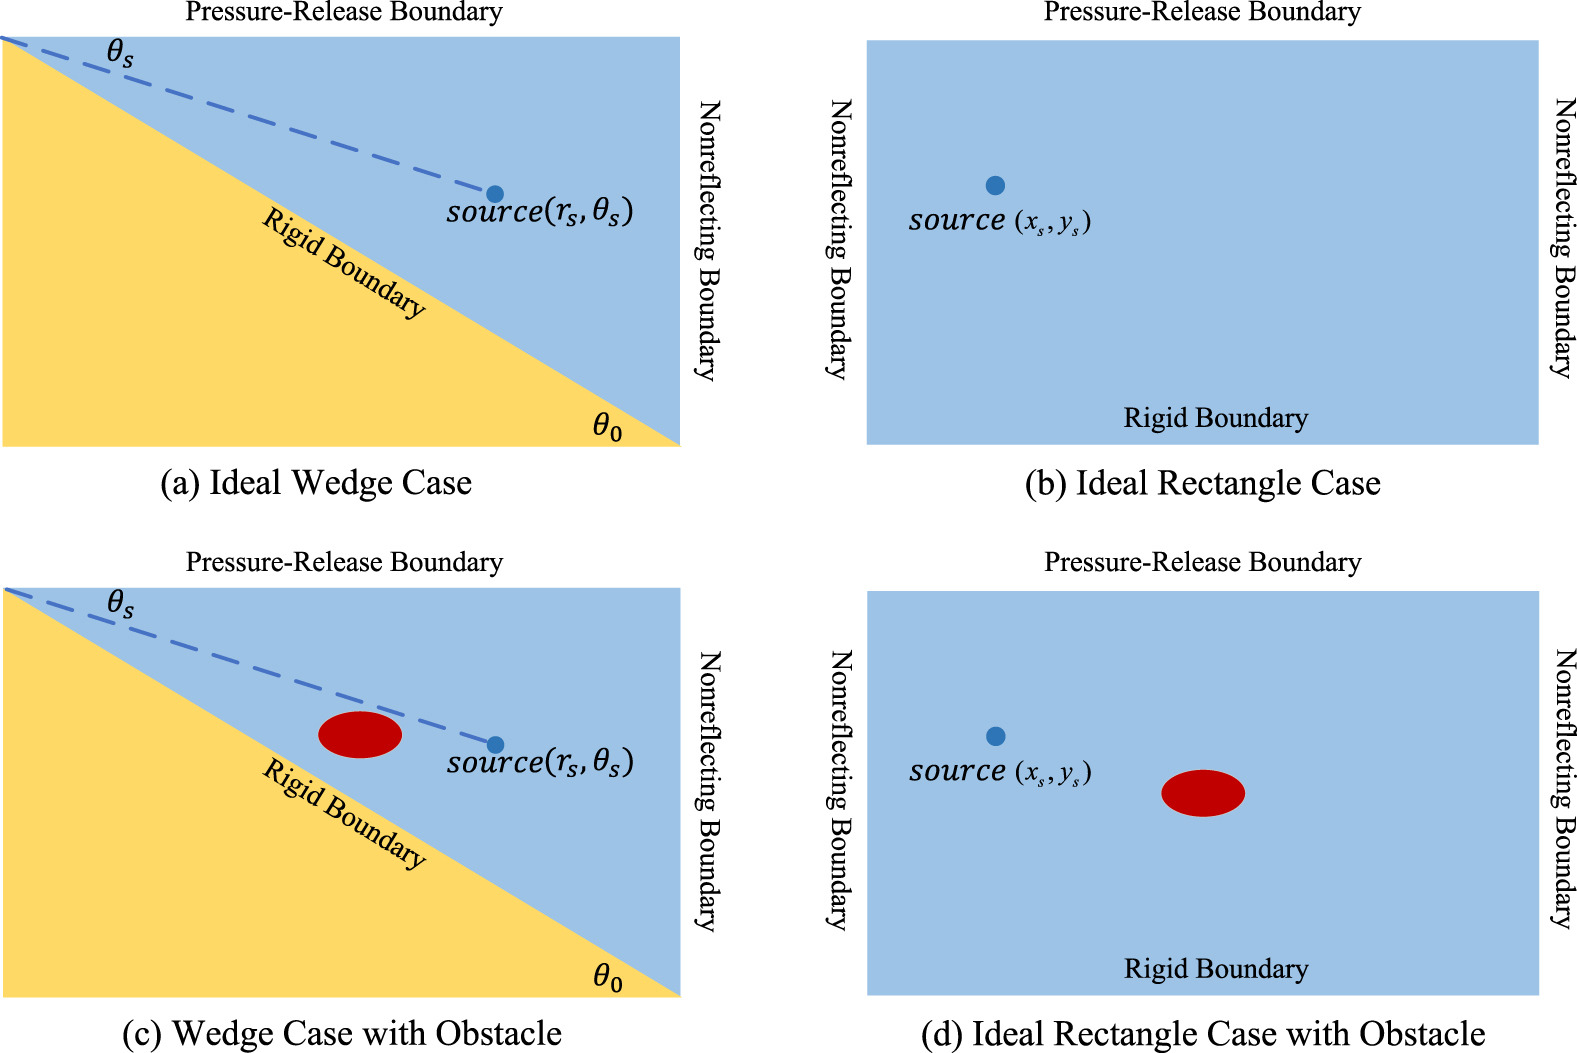 Pressure-Release Boundary
θs
source(rs, θs)
Rigid Boundary
Nonreflecting Boundary
θ0
(a) Ideal Wedge Case
Pressure-Release Boundary
Nonreflecting Boundary
source (xs, ys)
Nonreflecting Boundary
Rigid Boundary
(b) Ideal Rectangle Case
Pressure-Release Boundary
θs
source(rs, θs)
Rigid Boundary
Nonreflecting Boundary
θ0
(c) Wedge Case with Obstacle
Pressure-Release Boundary
Nonreflecting Boundary
source (xs, ys)
Nonreflecting Boundary
Rigid Boundary
(d) Ideal Rectangle Case with Obstacle